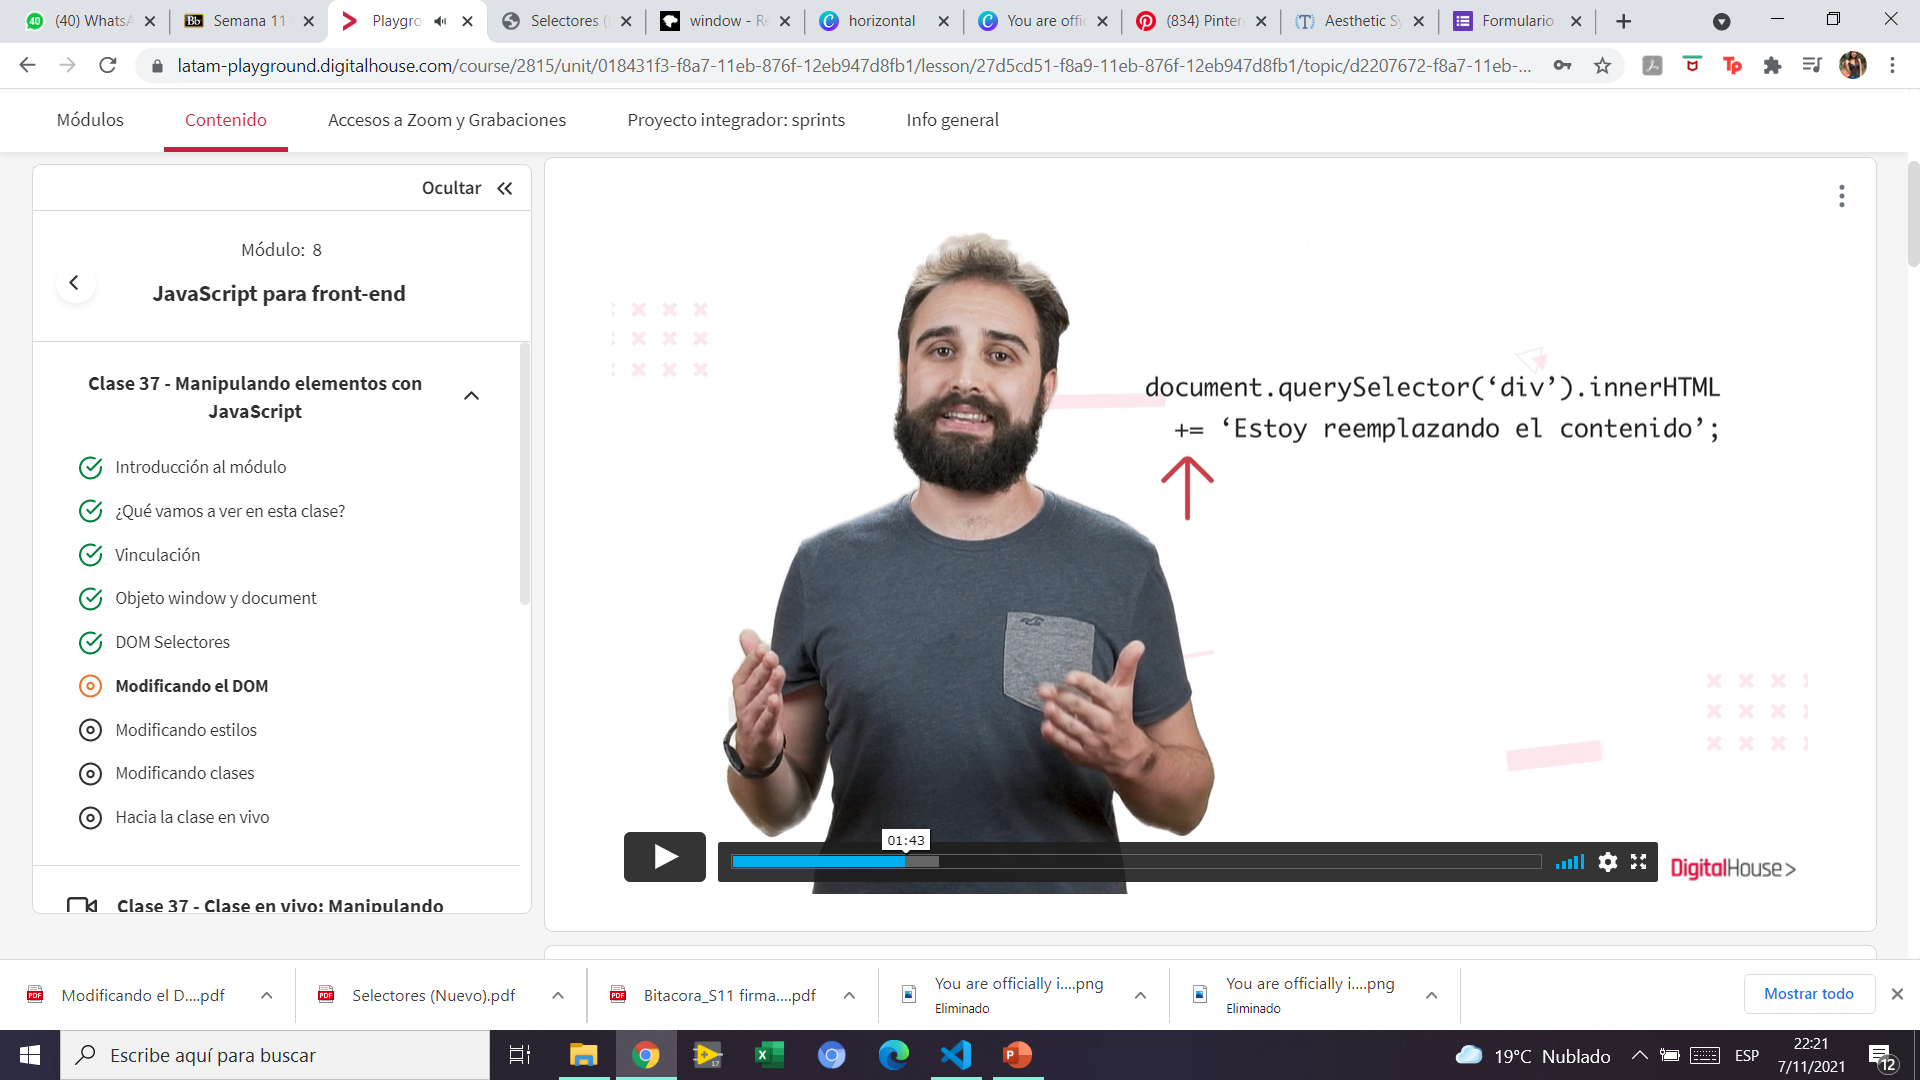 (40) WhatsA
Semana 11
Playgro
Selectores (
window - Re
horizontal
You are offic
(834) Pinter
Aesthetic Sy
Formulario
latam-playground.digitalhouse.com/course/2815/unit/018431f3-f8a7-11eb-876f-12eb947d8fb1/lesson/27d5cd51-f8a9-11eb-876f-12eb947d8fb1/topic/d2207672-f8a7-11eb-...
Módulos
Contenido
Accesos a Zoom y Grabaciones
Proyecto integrador: sprints
Info general
Ocultar
Módulo: 8
JavaScript para front-end
Clase 37 - Manipulando elementos con
JavaScript
Introducción al módulo
¿Qué vamos a ver en esta clase?
Vinculación
Objeto window y document
DOM Selectores
Modificando el DOM
Modificando estilos
Modificando clases
Hacia la clase en vivo
Clase 37 - Clase en vivo: Manipulando
document.querySelector(‘div’).innerHTML
+= ‘Estoy reemplazando el contenido’;
01:43
DigitalHouse>
Modificando el D....pdf
Selectores (Nuevo).pdf
Bitacora_S11 firma....pdf
You are officially i....png
Eliminado
You are officially i....png
Eliminado
Mostrar todo
Escribe aquí para buscar
19°C Nublado
ESP
22:21
7/11/2021
12